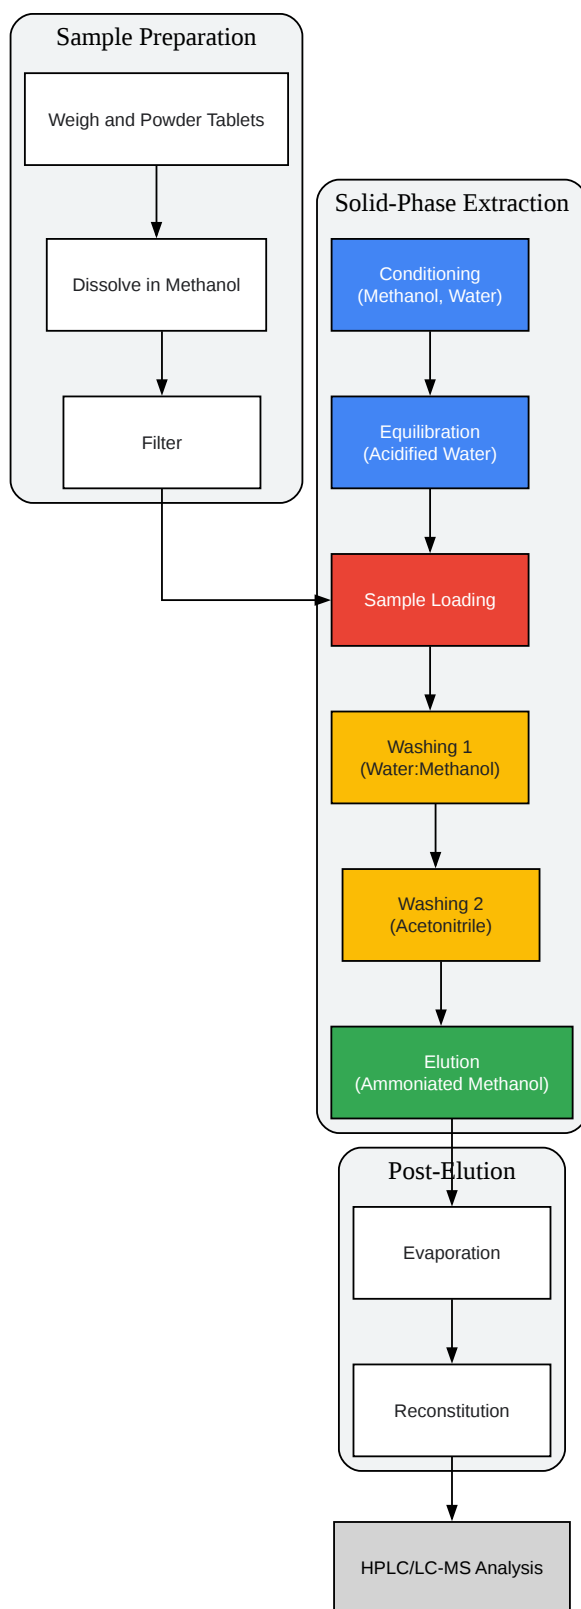 Sample Preparation
Weigh and Powder Tablets
Dissolve in Methanol
Filter
Solid-Phase Extraction
Conditioning
(Methanol, Water)
Equilibration
(Acidified Water)
Sample Loading
Washing 1
(Water:Methanol)
Washing 2
(Acetonitrile)
Elution
(Ammoniated Methanol)
Post-Elution
Evaporation
Reconstitution
HPLC/LC-MS Analysis